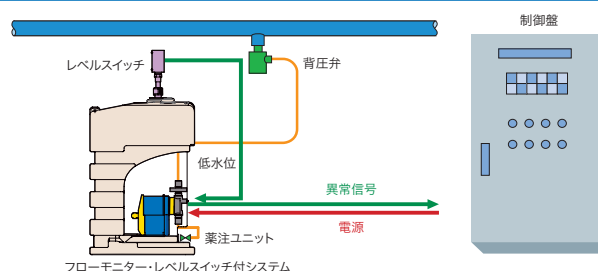 制御盤
レベルスイッチ
背圧弁
低水位
異常信号
電源
薬注ユニット
フローモニター・レベルスイッチ付システム